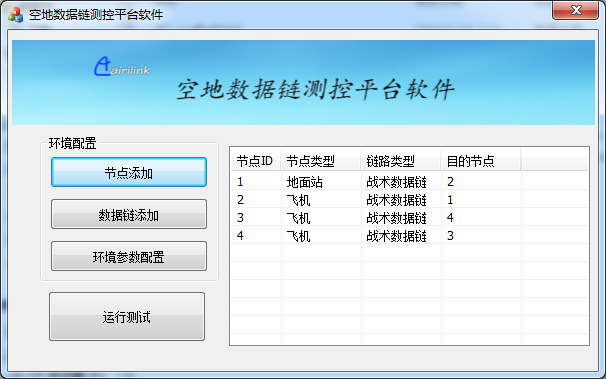 空地数据链测控平台软件
airilink
空地数据链测控平台软件
环境配置
节点添加
数据链添加
环境参数配置
运行测试
节点ID 节点类型 链路类型 目的节点
1 地面站 战术数据链 2
2 飞机 战术数据链 1
3 飞机 战术数据链 4
4 飞机 战术数据链 3